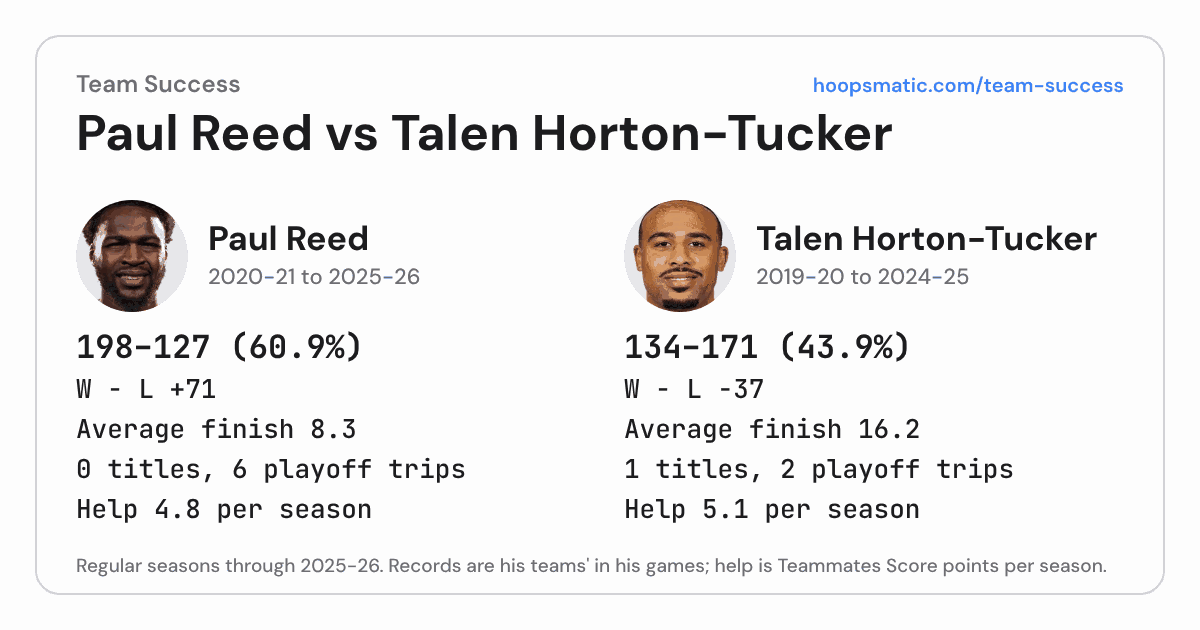 Team Success
hoopsmatic.com/team-success
Paul Reed vs Talen Horton-Tucker
Paul Reed
2020-21 to 2025-26
198-127 (60.9%)
W - L +71
Average finish 8.3
0 titles, 6 playoff trips
Help 4.8 per season
Talen Horton-Tucker
2019-20 to 2024-25
134-171 (43.9%)
W - L -37
Average finish 16.2
1 titles, 2 playoff trips
Help 5.1 per season
Regular seasons through 2025-26. Records are his teams' in his games; help is Teammates Score points per season.